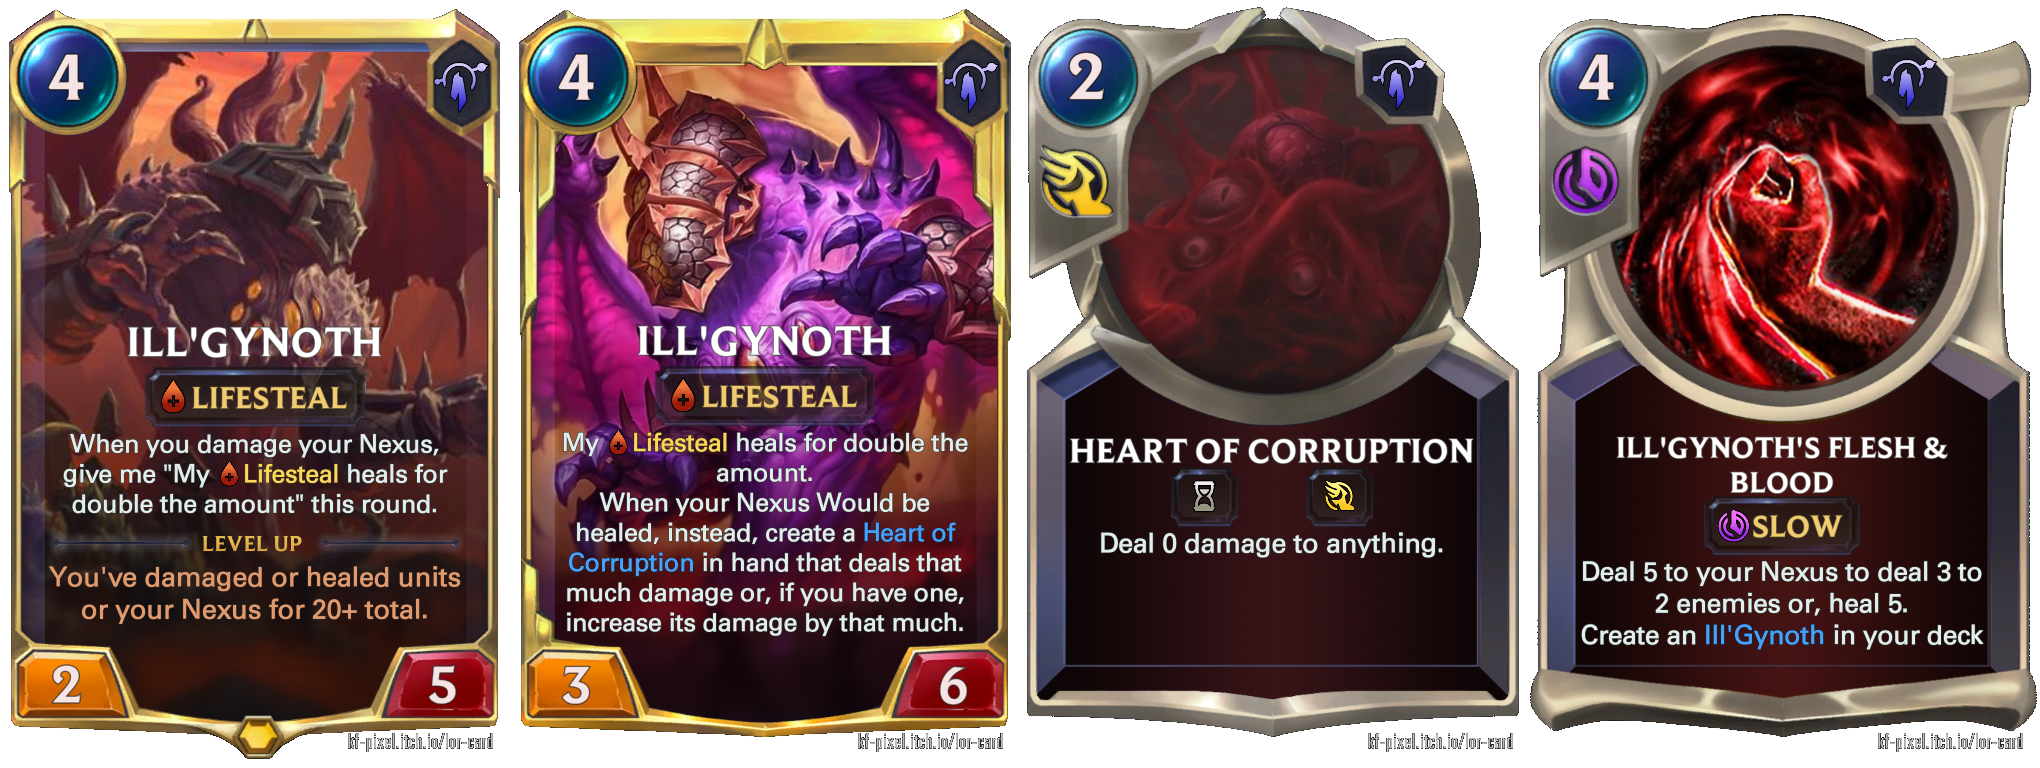 4
ILL'GYNOTH
LIFESTEAL
When you damage your Nexus,
give me "My Lifesteal heals for
double the amount" this round.
LEVEL UP
You've damaged or healed units
or your Nexus for 20+ total.
2
5
kf-pixel.itch.io/lor-card
4
ILL'GYNOTH
LIFESTEAL
My Lifesteal heals for double the
amount.
When your Nexus Would be
healed, instead, create a Heart of
Corruption in hand that deals that
much damage or, if you have one,
increase its damage by that much.
3
6
kf-pixel.itch.io/lor-card
2
HEART OF CORRUPTION
Deal 0 damage to anything.
kf-pixel.itch.io/lor-card
4
ILL'GYNOTH'S FLESH &
BLOOD
SLOW
Deal 5 to your Nexus to deal 3 to
2 enemies or, heal 5.
Create an Ill'Gynoth in your deck
kf-pixel.itch.io/lor-card